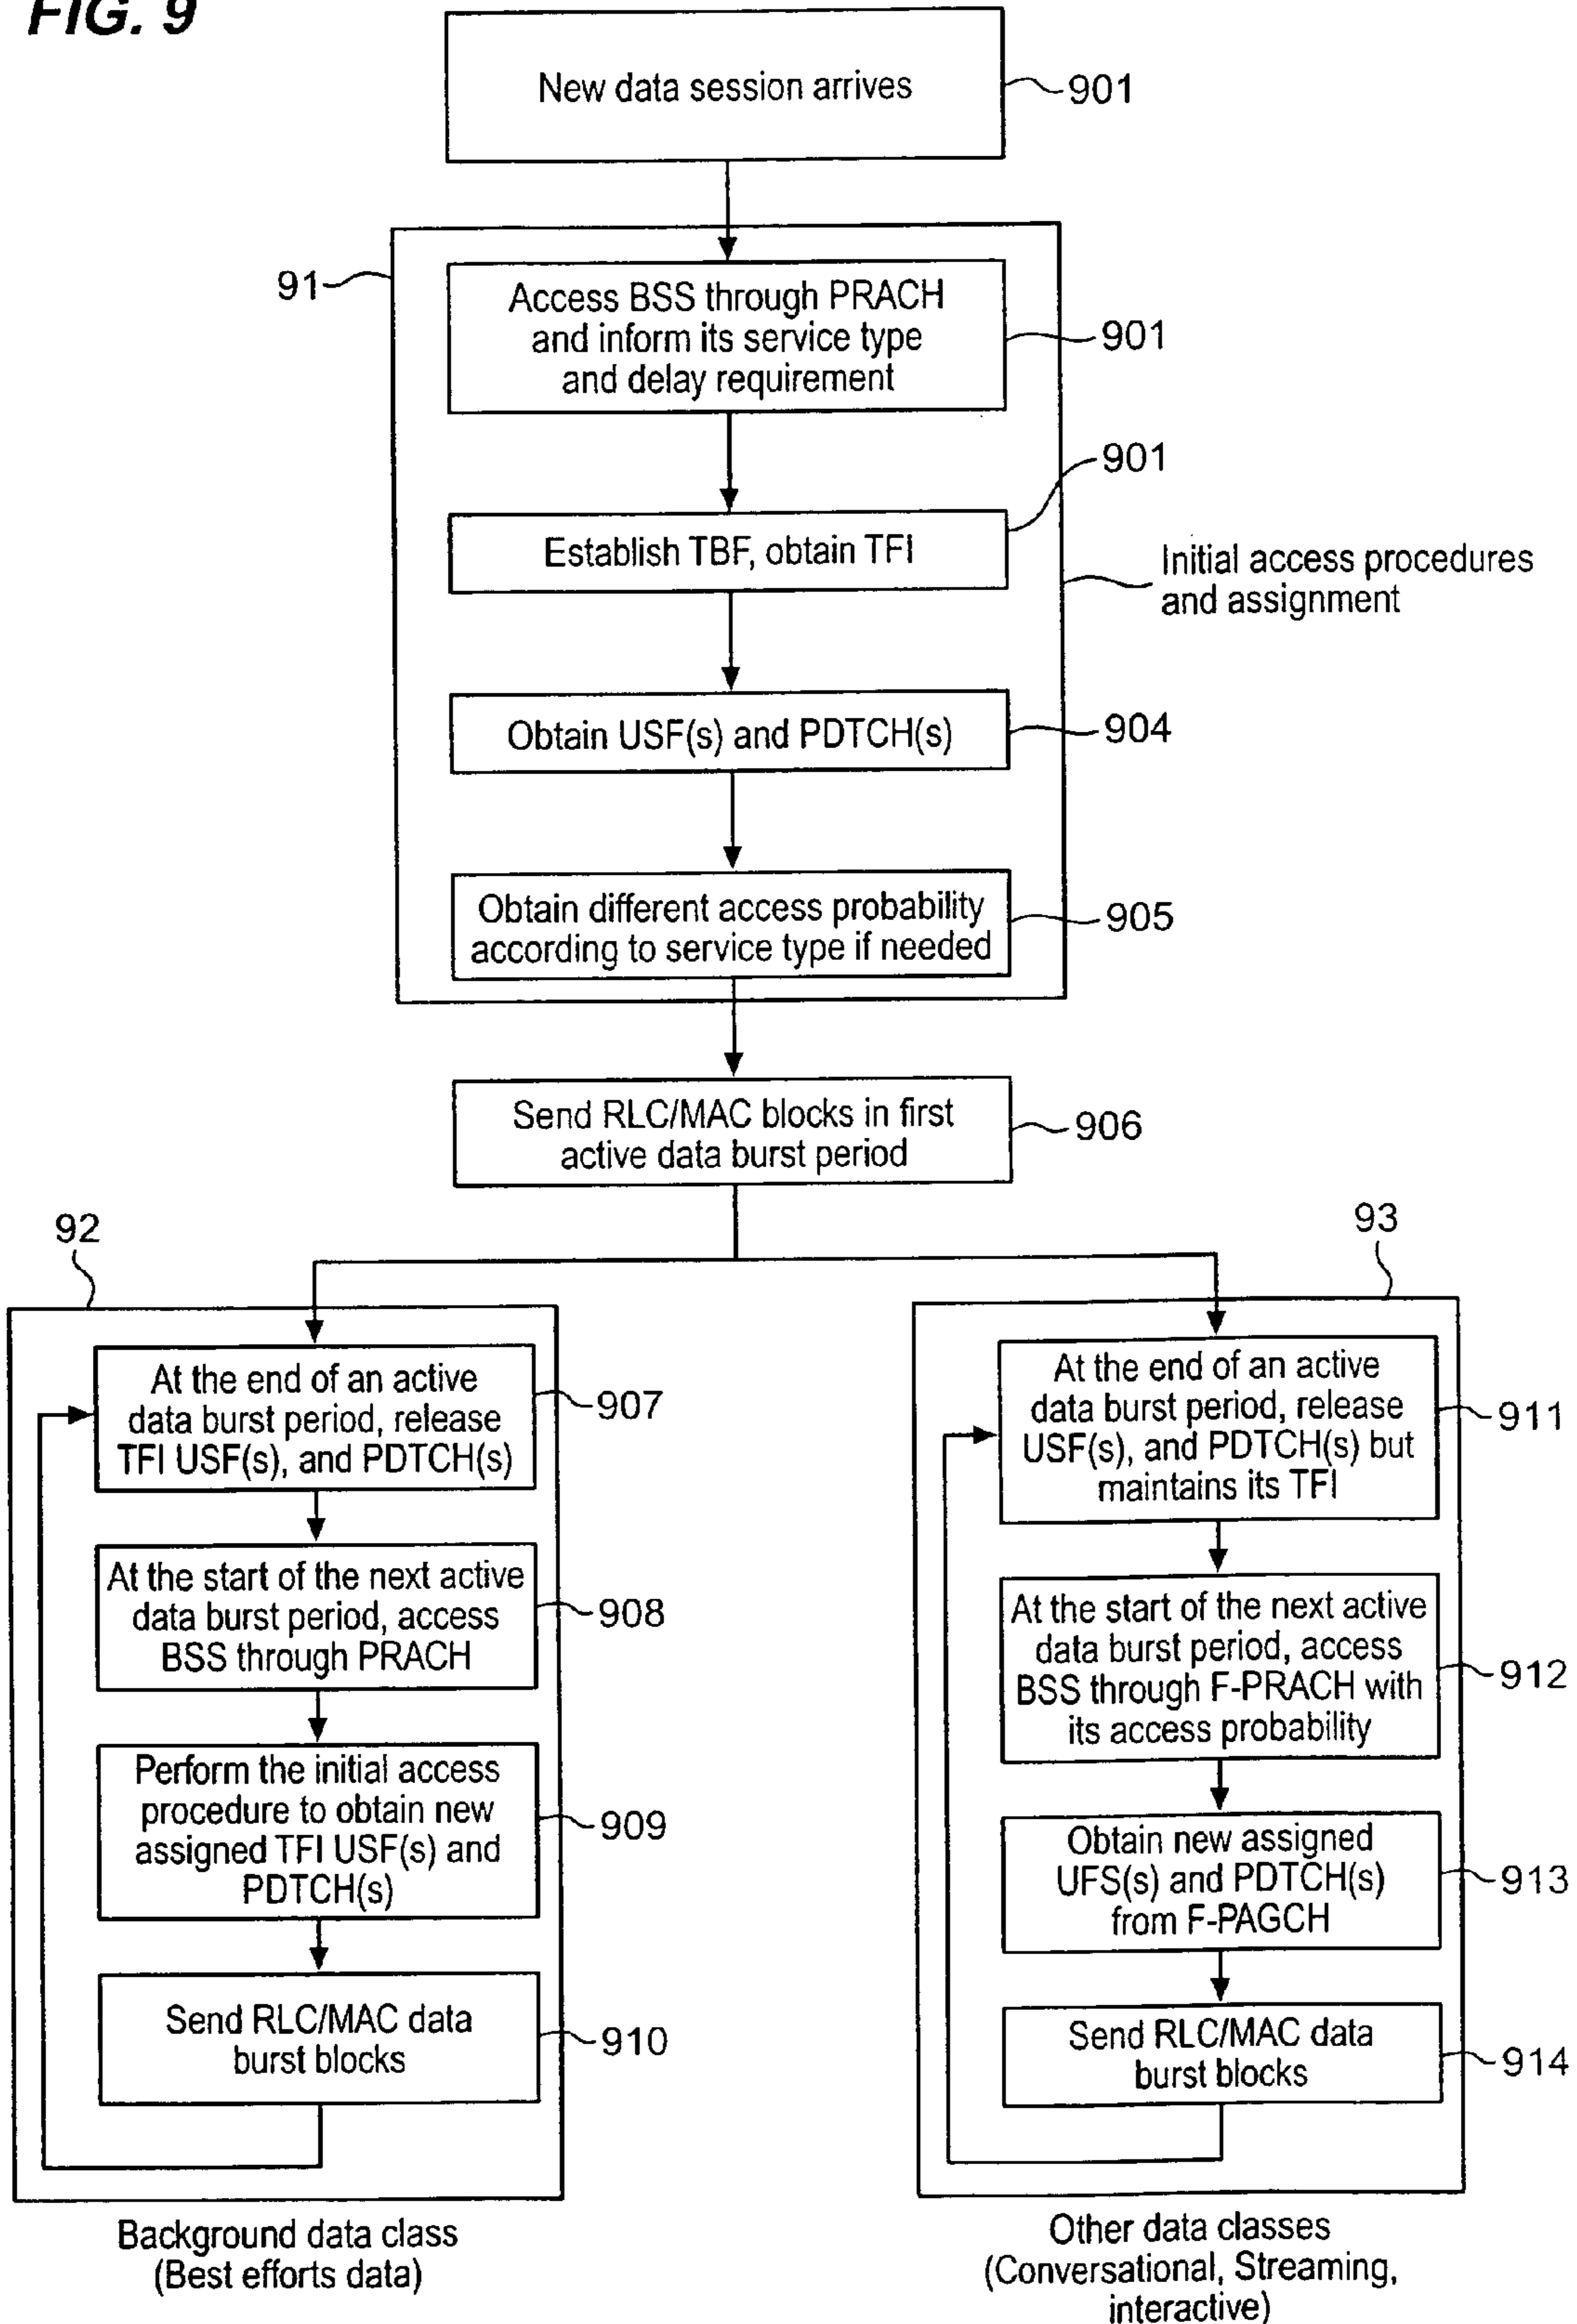 FIG. 9
New data session arrives
901
91
Access BSS through PRACH
and inform its service type
and delay requirement
901
901
Establish TBF, obtain TFI
Initial access procedures
and assignment
Obtain USF(s) and PDTCH(s)
904
Obtain different access probability
according to service type if needed
905
Send RLC/MAC blocks in first
active data burst period
906
92
At the end of an active
data burst period, release
TFI USF(s), and PDTCH(s)
907
At the start of the next active
data burst period, access
BSS through PRACH
908
Perform the initial access
procedure to obtain new
assigned TFI USF(s) and
PDTCH(s)
909
Send RLC/MAC data
burst blocks
910
Background data class
(Best efforts data)
93
At the end of an active
data burst period, release
USF(s), and PDTCH(s) but
maintains its TFI
911
At the start of the next active
data burst period, access
BSS through F-PRACH with
its access probability
912
Obtain new assigned
UFS(s) and PDTCH(s)
from F-PAGCH
913
Send RLC/MAC data
burst blocks
914
Other data classes
(Conversational, Streaming,
interactive)